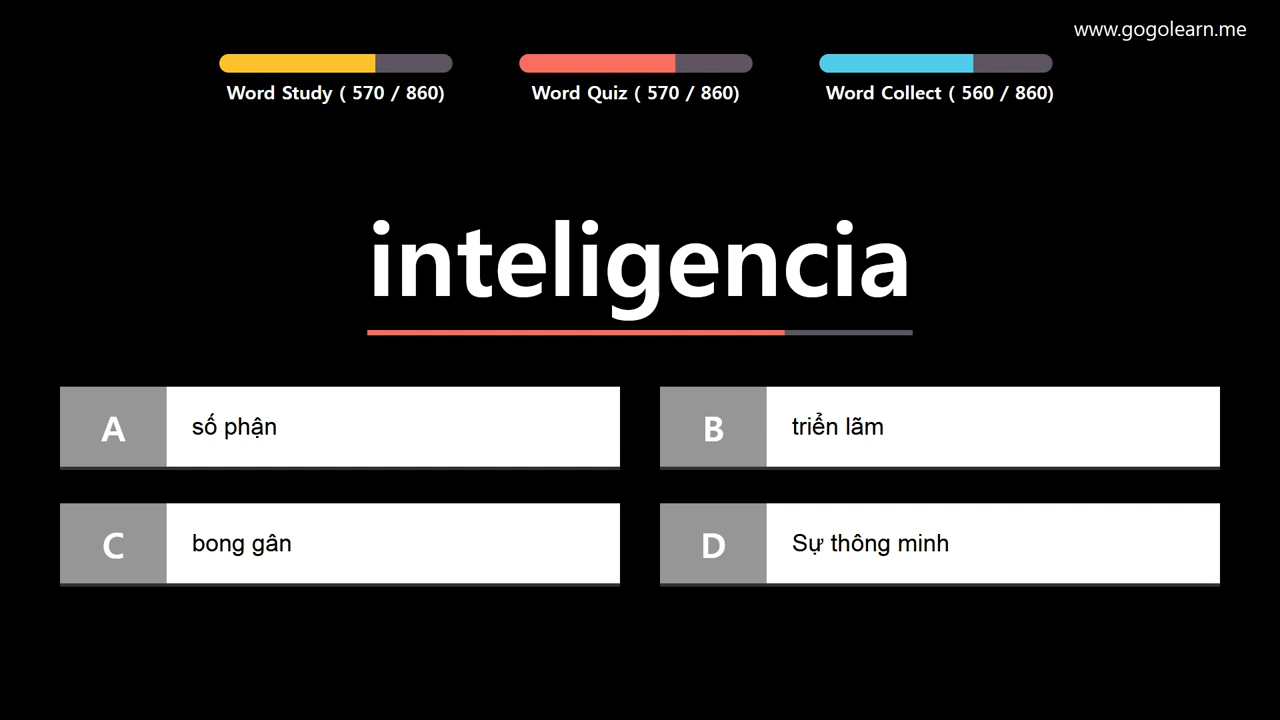 www.gogolearn.me
Word Study ( 570 / 860)
Word Quiz ( 570 / 860)
Word Collect ( 560 / 860)
inteligencia
A số phận
B triển lãm
C bong gân
D Sự thông minh